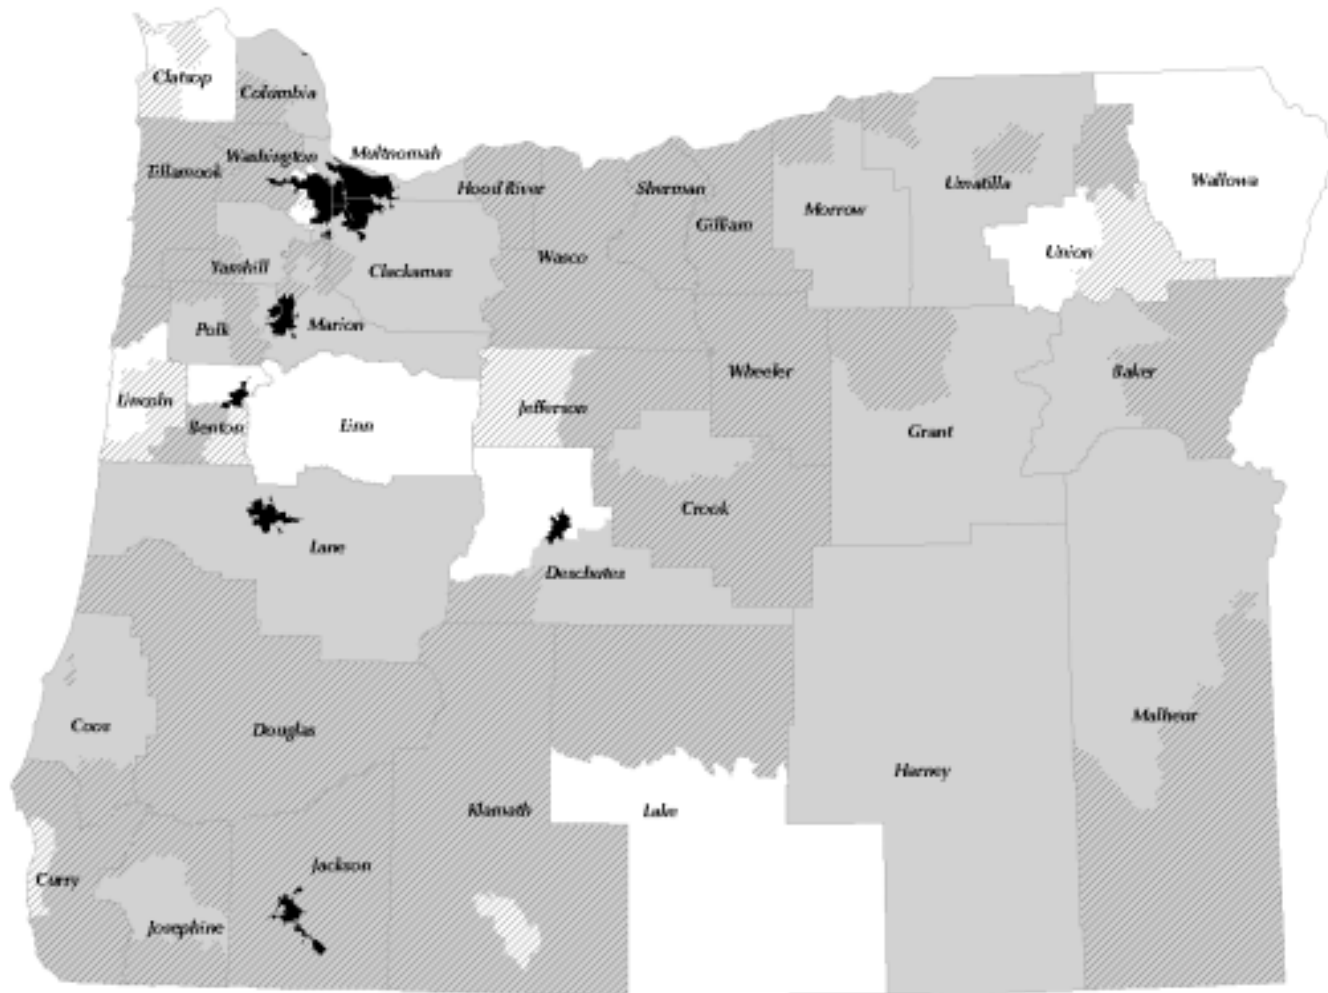 Clatsop
Columbia
Washington
Multnomah
Tillamook
Hood River
Sherman
Gilliam
Morrow
Umatilla
Wallowa
Union
Yamhill
Clackamas
Wasco
Polk
Marion
Wheeler
Baker
Lincoln
Benton
Linn
Jefferson
Grant
Crook
Lane
Deschutes
Coos
Douglas
Malheur
Harney
Klamath
Lake
Jackson
Curry
Josephine